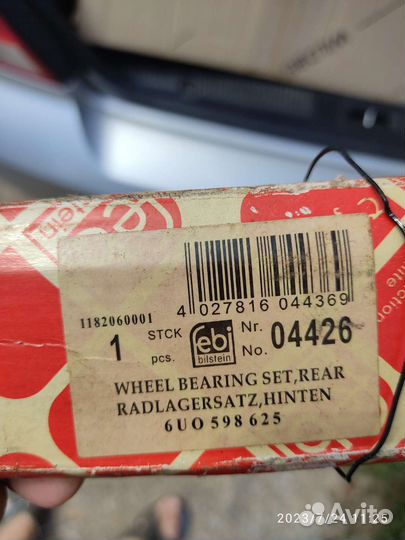 4 027816 044369
1182060001
1 STCK pcs. febi bilstein Nr. No. 04426
WHEEL BEARING SET,REAR
RADLAGERSATZ,HINTEN
6UO 598 625
2023/7/24 11:25
Avito